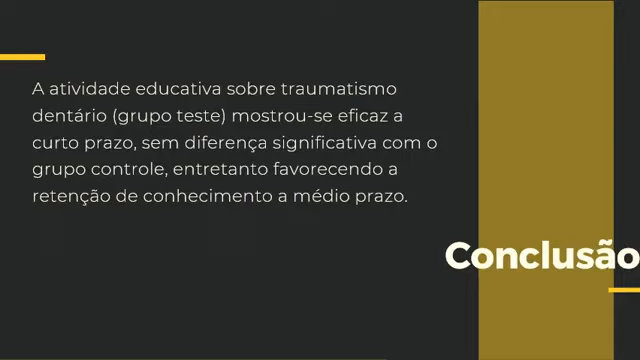 A atividade educativa sobre traumatismo
dentário (grupo teste) mostrou-se eficaz a
curto prazo, sem diferença significativa com o
grupo controle, entretanto favorecendo a
retenção de conhecimento a médio prazo.
Conclusão